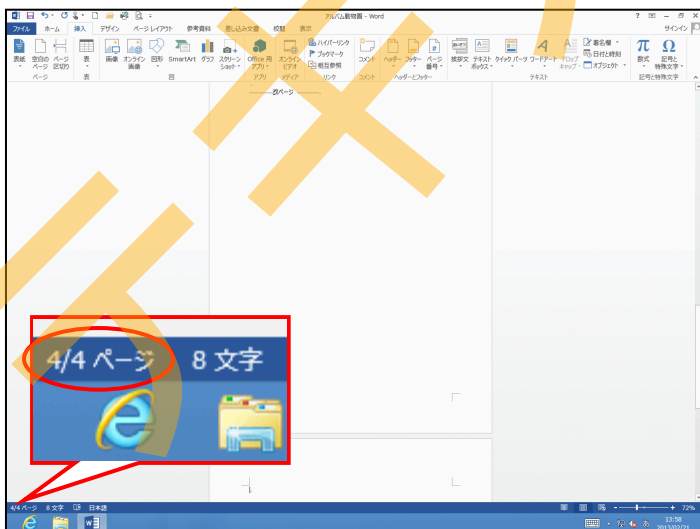 アルバム動物園 - Word
サインイン
ファイル ホーム 挿入 デザイン ページ レイアウト 参考資料 差し込み文書 校閲 表示
表紙 空白のページ ページ区切り
表
画像 オンライン画像 図形 SmartArt グラフ スクリーンショット
Office 用アプリ
オンラインビデオ
ハイパーリンク
ブックマーク
相互参照
コメント
ヘッダー フッター ページ番号
挨拶文 テキストボックス クイック パーツ ワードアート ドロップキャップ
署名欄
日付と時刻
オブジェクト
数式 記号と特殊文字
ページ 表 図 アプリ メディア リンク コメント ヘッダーとフッター テキスト 記号と特殊文字
改ページ
4/4 ページ 8 文字
4/4 ページ 8 文字 日本語
72%
13:58
2013/02/21